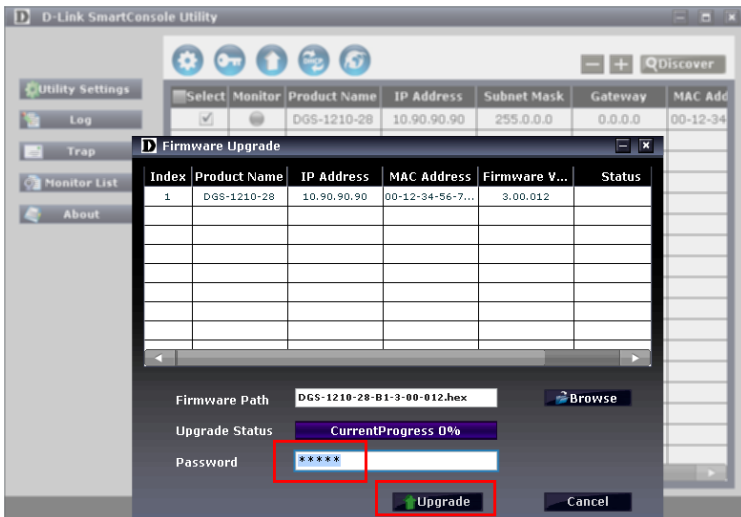 D-Link SmartConsole Utility
Discover
Utility Settings
Log
Trap
Monitor List
About
Select Monitor Product Name IP Address Subnet Mask Gateway MAC Add
DGS-1210-28 10.90.90.90 255.0.0.0 0.0.0.0 00-12-34
Firmware Upgrade
Index Product Name IP Address MAC Address Firmware V... Status
1 DGS-1210-28 10.90.90.90 00-12-34-56-7... 3.00.012
Firmware Path DGS-1210-28-B1-3-00-012.hex Browse
Upgrade Status CurrentProgress 0%
Password *****
Upgrade Cancel